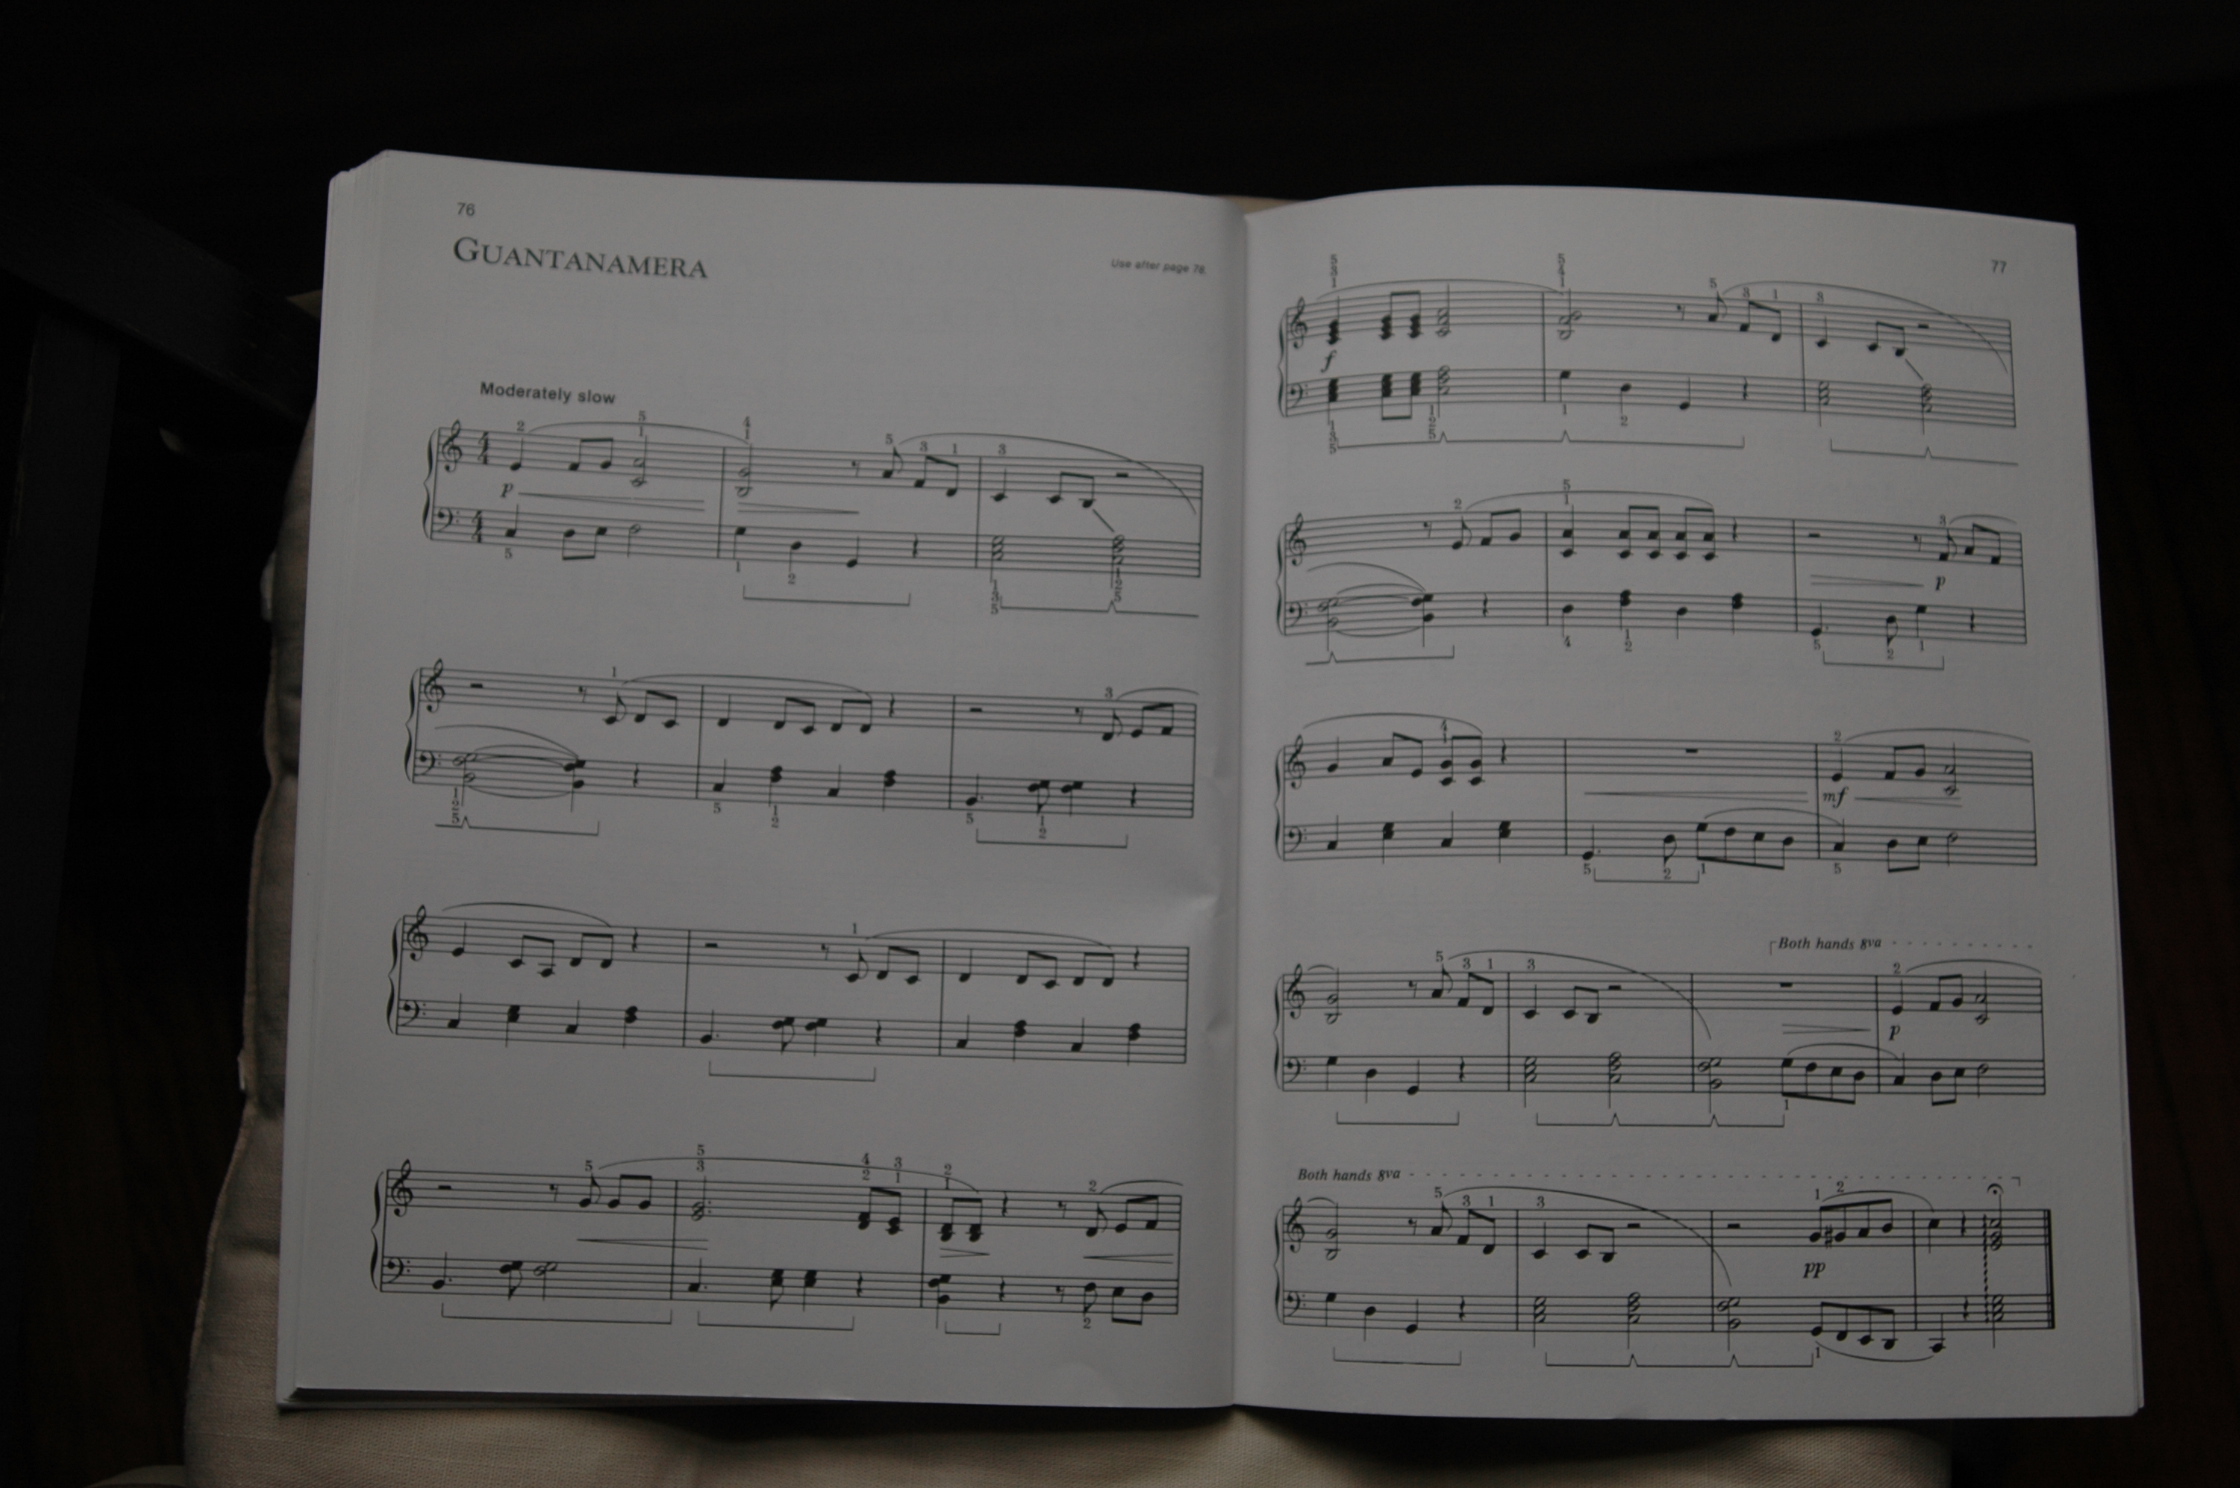 76
GUANTANAMERA
Use after page 76.
Moderately slow
p
77
f
p
mf
Both hands 8va
p
Both hands 8va
pp